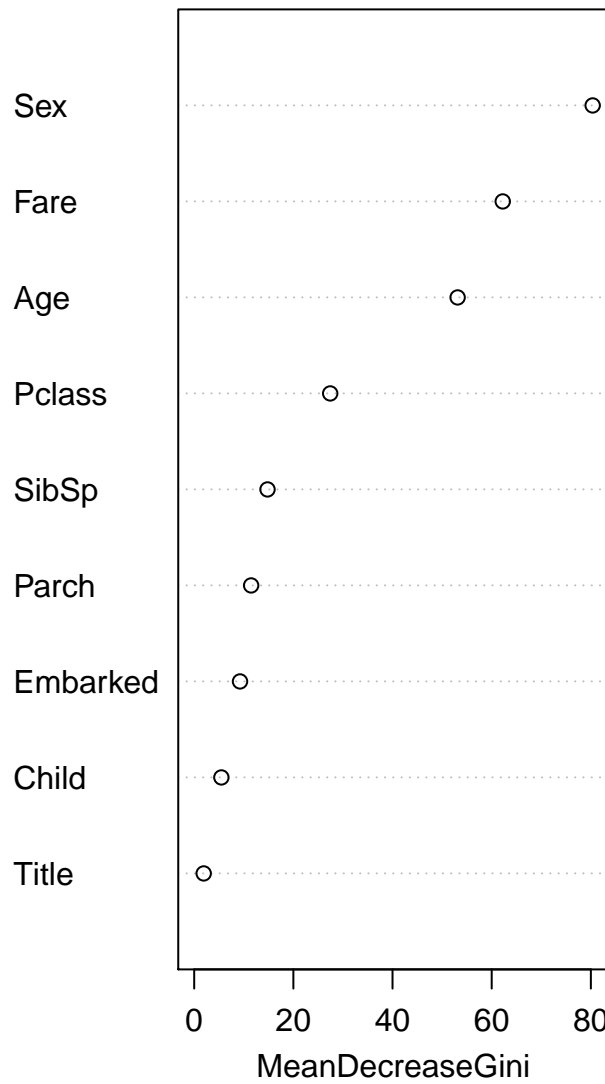 Sex
Fare
Age
Pclass
SibSp
Parch
Embarked
Child
Title
0 20 40 60 80
MeanDecreaseGini